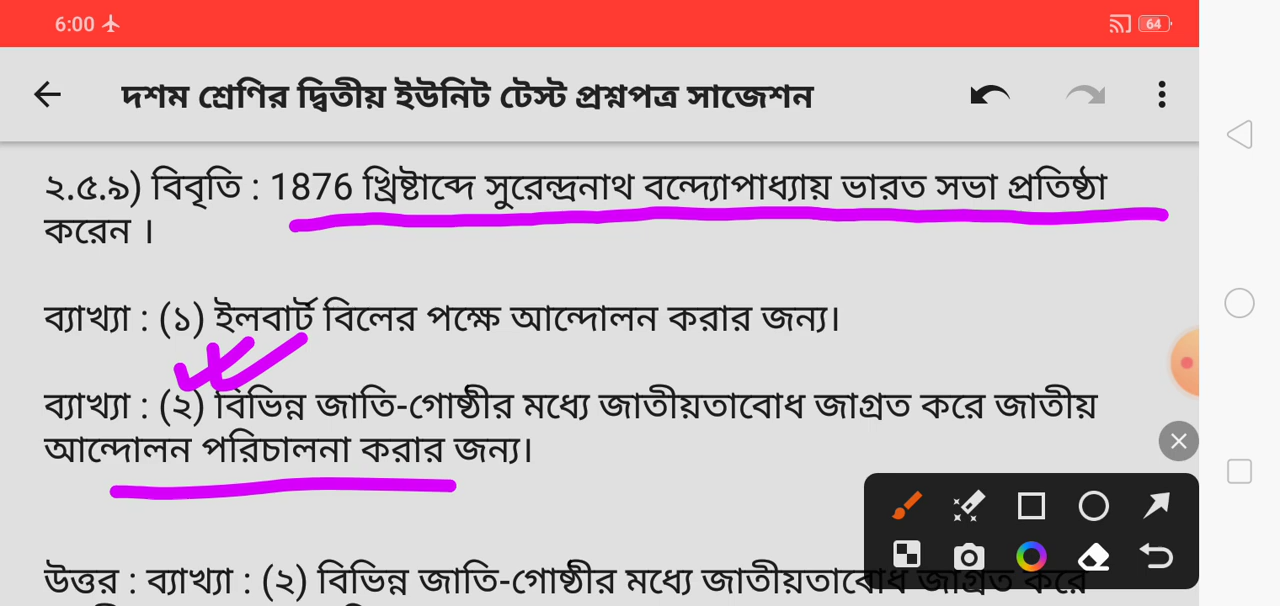 6:00
64
দশম শ্রেণির দ্বিতীয় ইউনিট টেস্ট প্রশ্নপত্র সাজেশন
২.৫.৯) বিবৃতি : 1876 খ্রিষ্টাব্দে সুরেন্দ্রনাথ বন্দ্যোপাধ্যায় ভারত সভা প্রতিষ্ঠা
করেন ।
ব্যাখ্যা : (১) ইলবার্ট বিলের পক্ষে আন্দোলন করার জন্য।
ব্যাখ্যা : (২) বিভিন্ন জাতি-গোষ্ঠীর মধ্যে জাতীয়তাবোধ জাগ্রত করে জাতীয়
আন্দোলন পরিচালনা করার জন্য।
উত্তর : ব্যাখ্যা : (২) বিভিন্ন জাতি-গোষ্ঠীর মধ্যে জাতীয়তাবোধ জাগ্রত করে